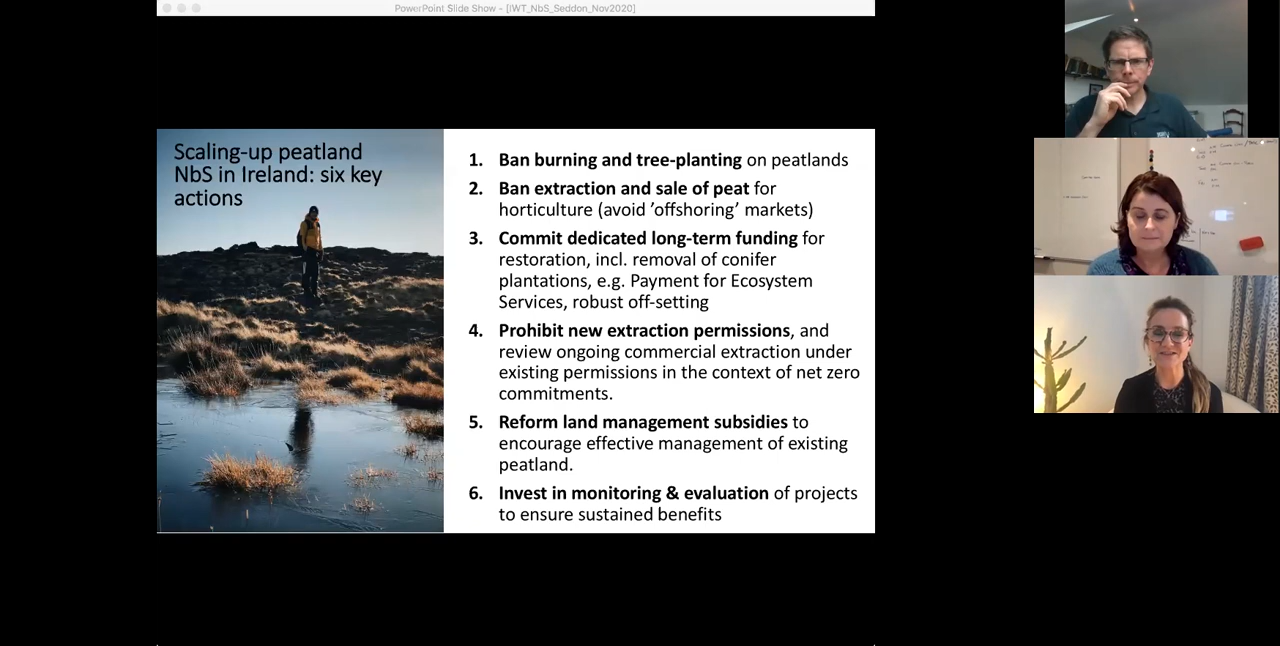 PowerPoint Slide Show - [IWT_NbS_Seddon_Nov2020]
Scaling-up peatland
NbS in Ireland: six key
actions
1. Ban burning and tree-planting on peatlands
2. Ban extraction and sale of peat for
horticulture (avoid ’offshoring’ markets)
3. Commit dedicated long-term funding for
restoration, incl. removal of conifer
plantations, e.g. Payment for Ecosystem
Services, robust off-setting
4. Prohibit new extraction permissions, and
review ongoing commercial extraction under
existing permissions in the context of net zero
commitments.
5. Reform land management subsidies to
encourage effective management of existing
peatland.
6. Invest in monitoring & evaluation of projects
to ensure sustained benefits